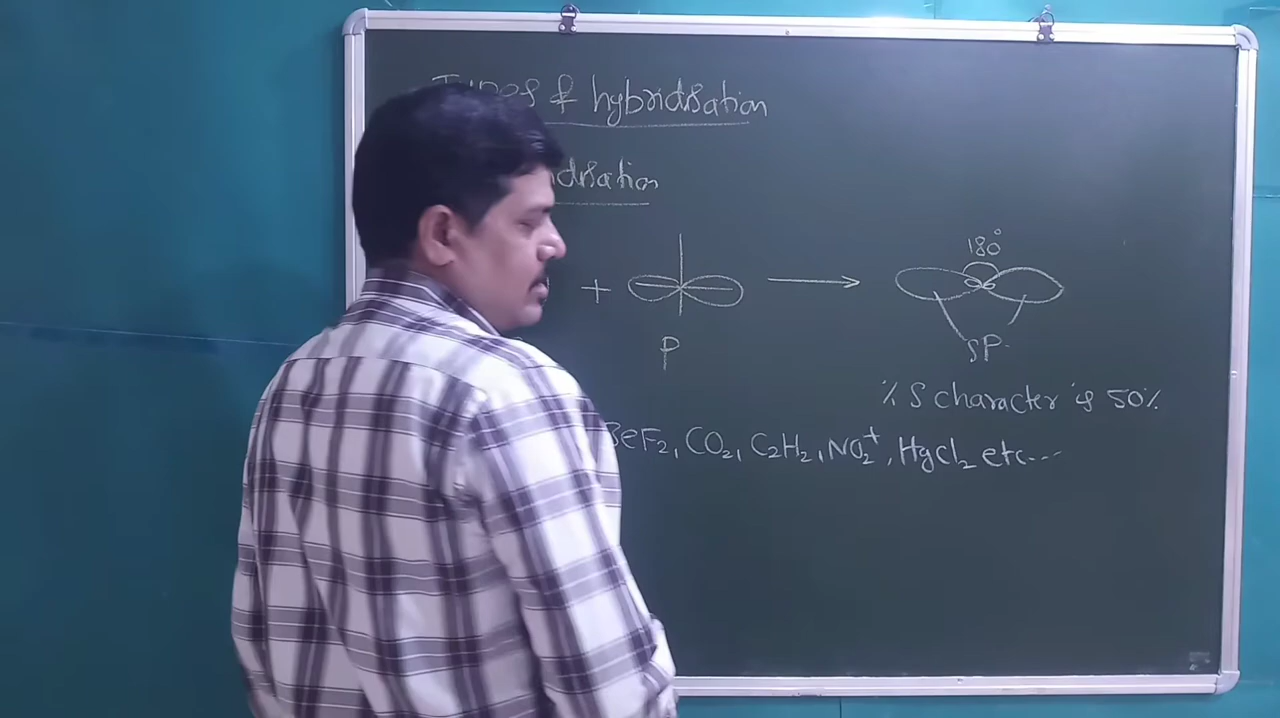 Types of hybridisation
+
180°
P
SP
% S character is 50%
BeF₂, CO₂, C₂H₂, NO₂⁺, HgCl₂ etc...